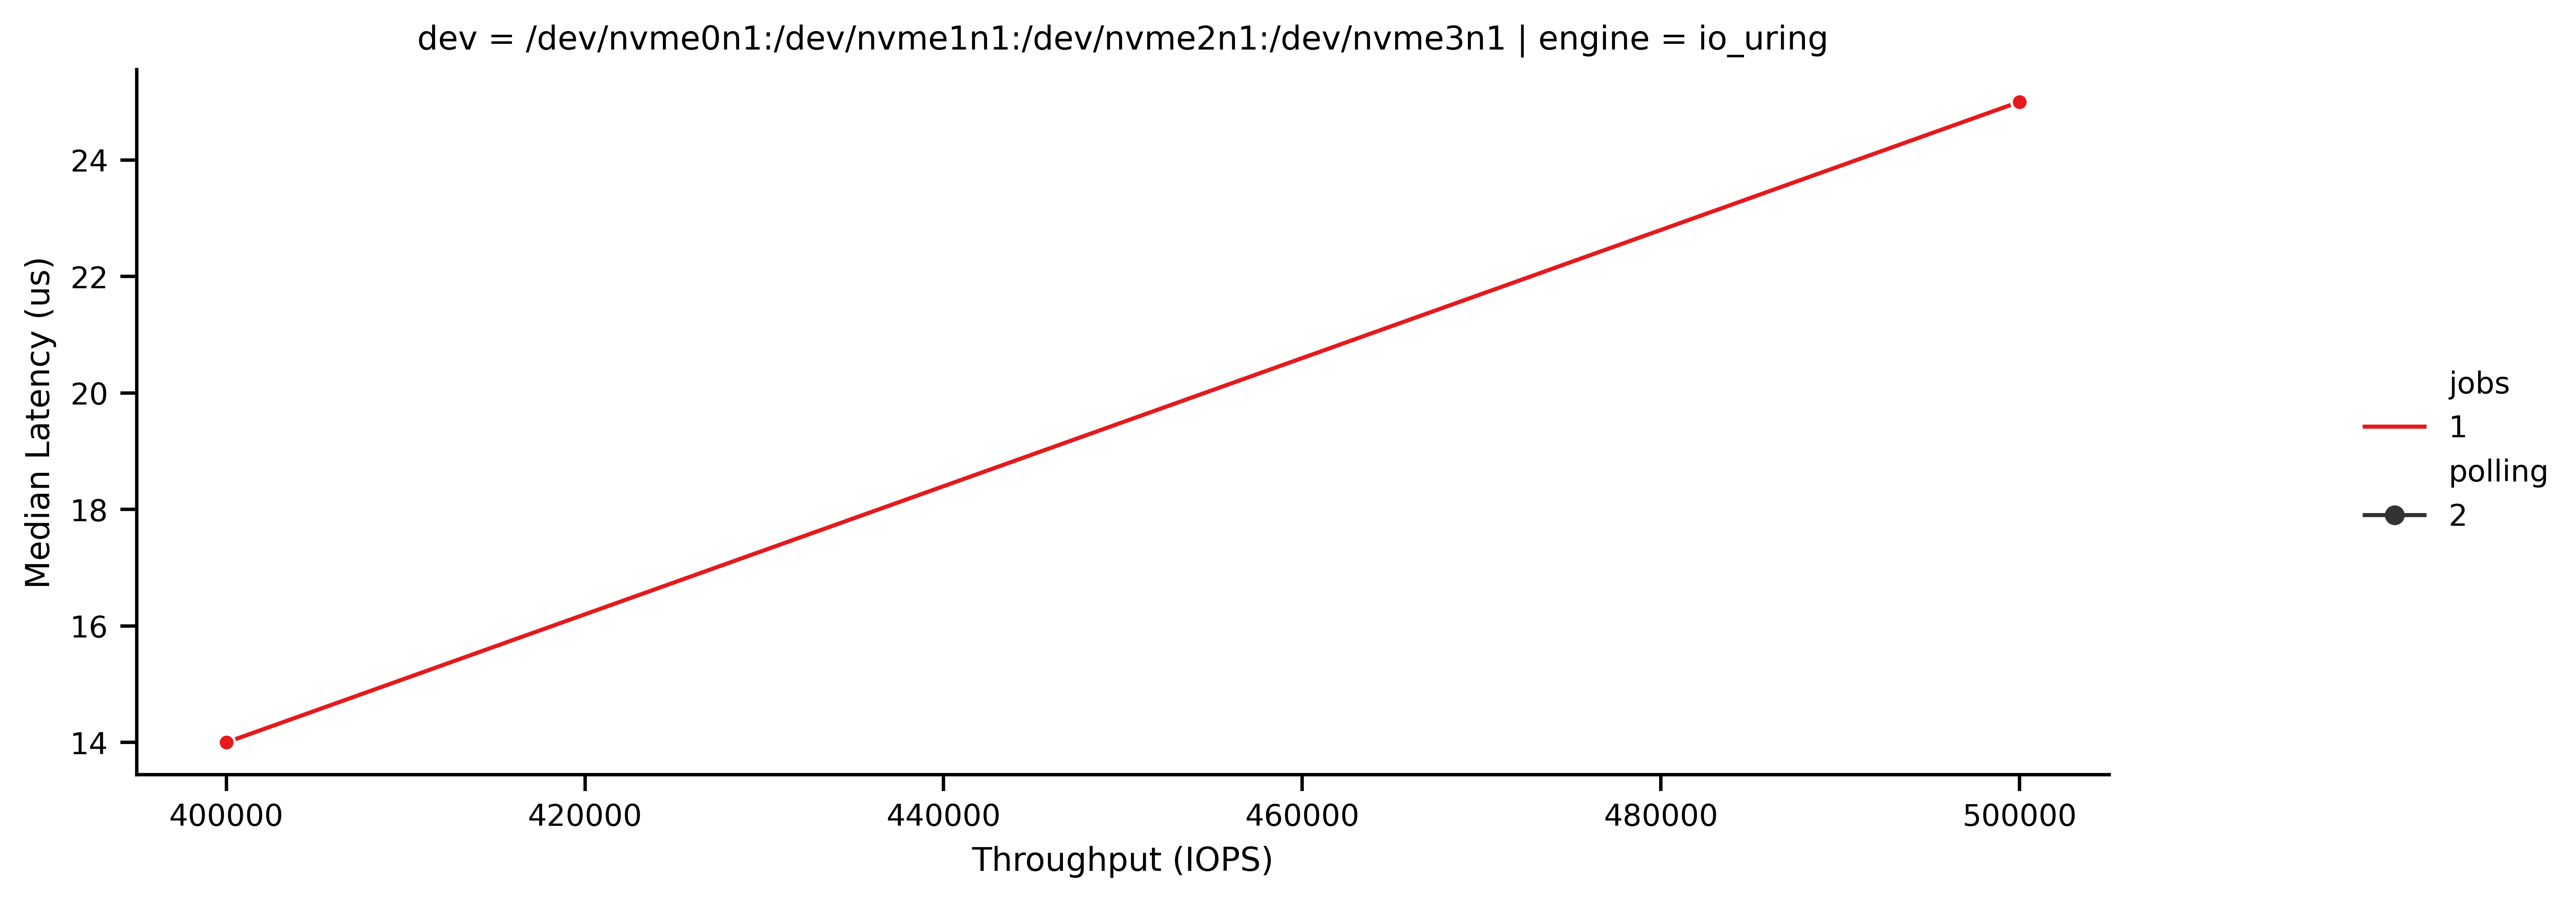 dev = /dev/nvme0n1:/dev/nvme1n1:/dev/nvme2n1:/dev/nvme3n1 | engine = io_uring
Median Latency (us)
24
22
20
18
16
14
400000 420000 440000 460000 480000 500000
Throughput (IOPS)
jobs
1
polling
2